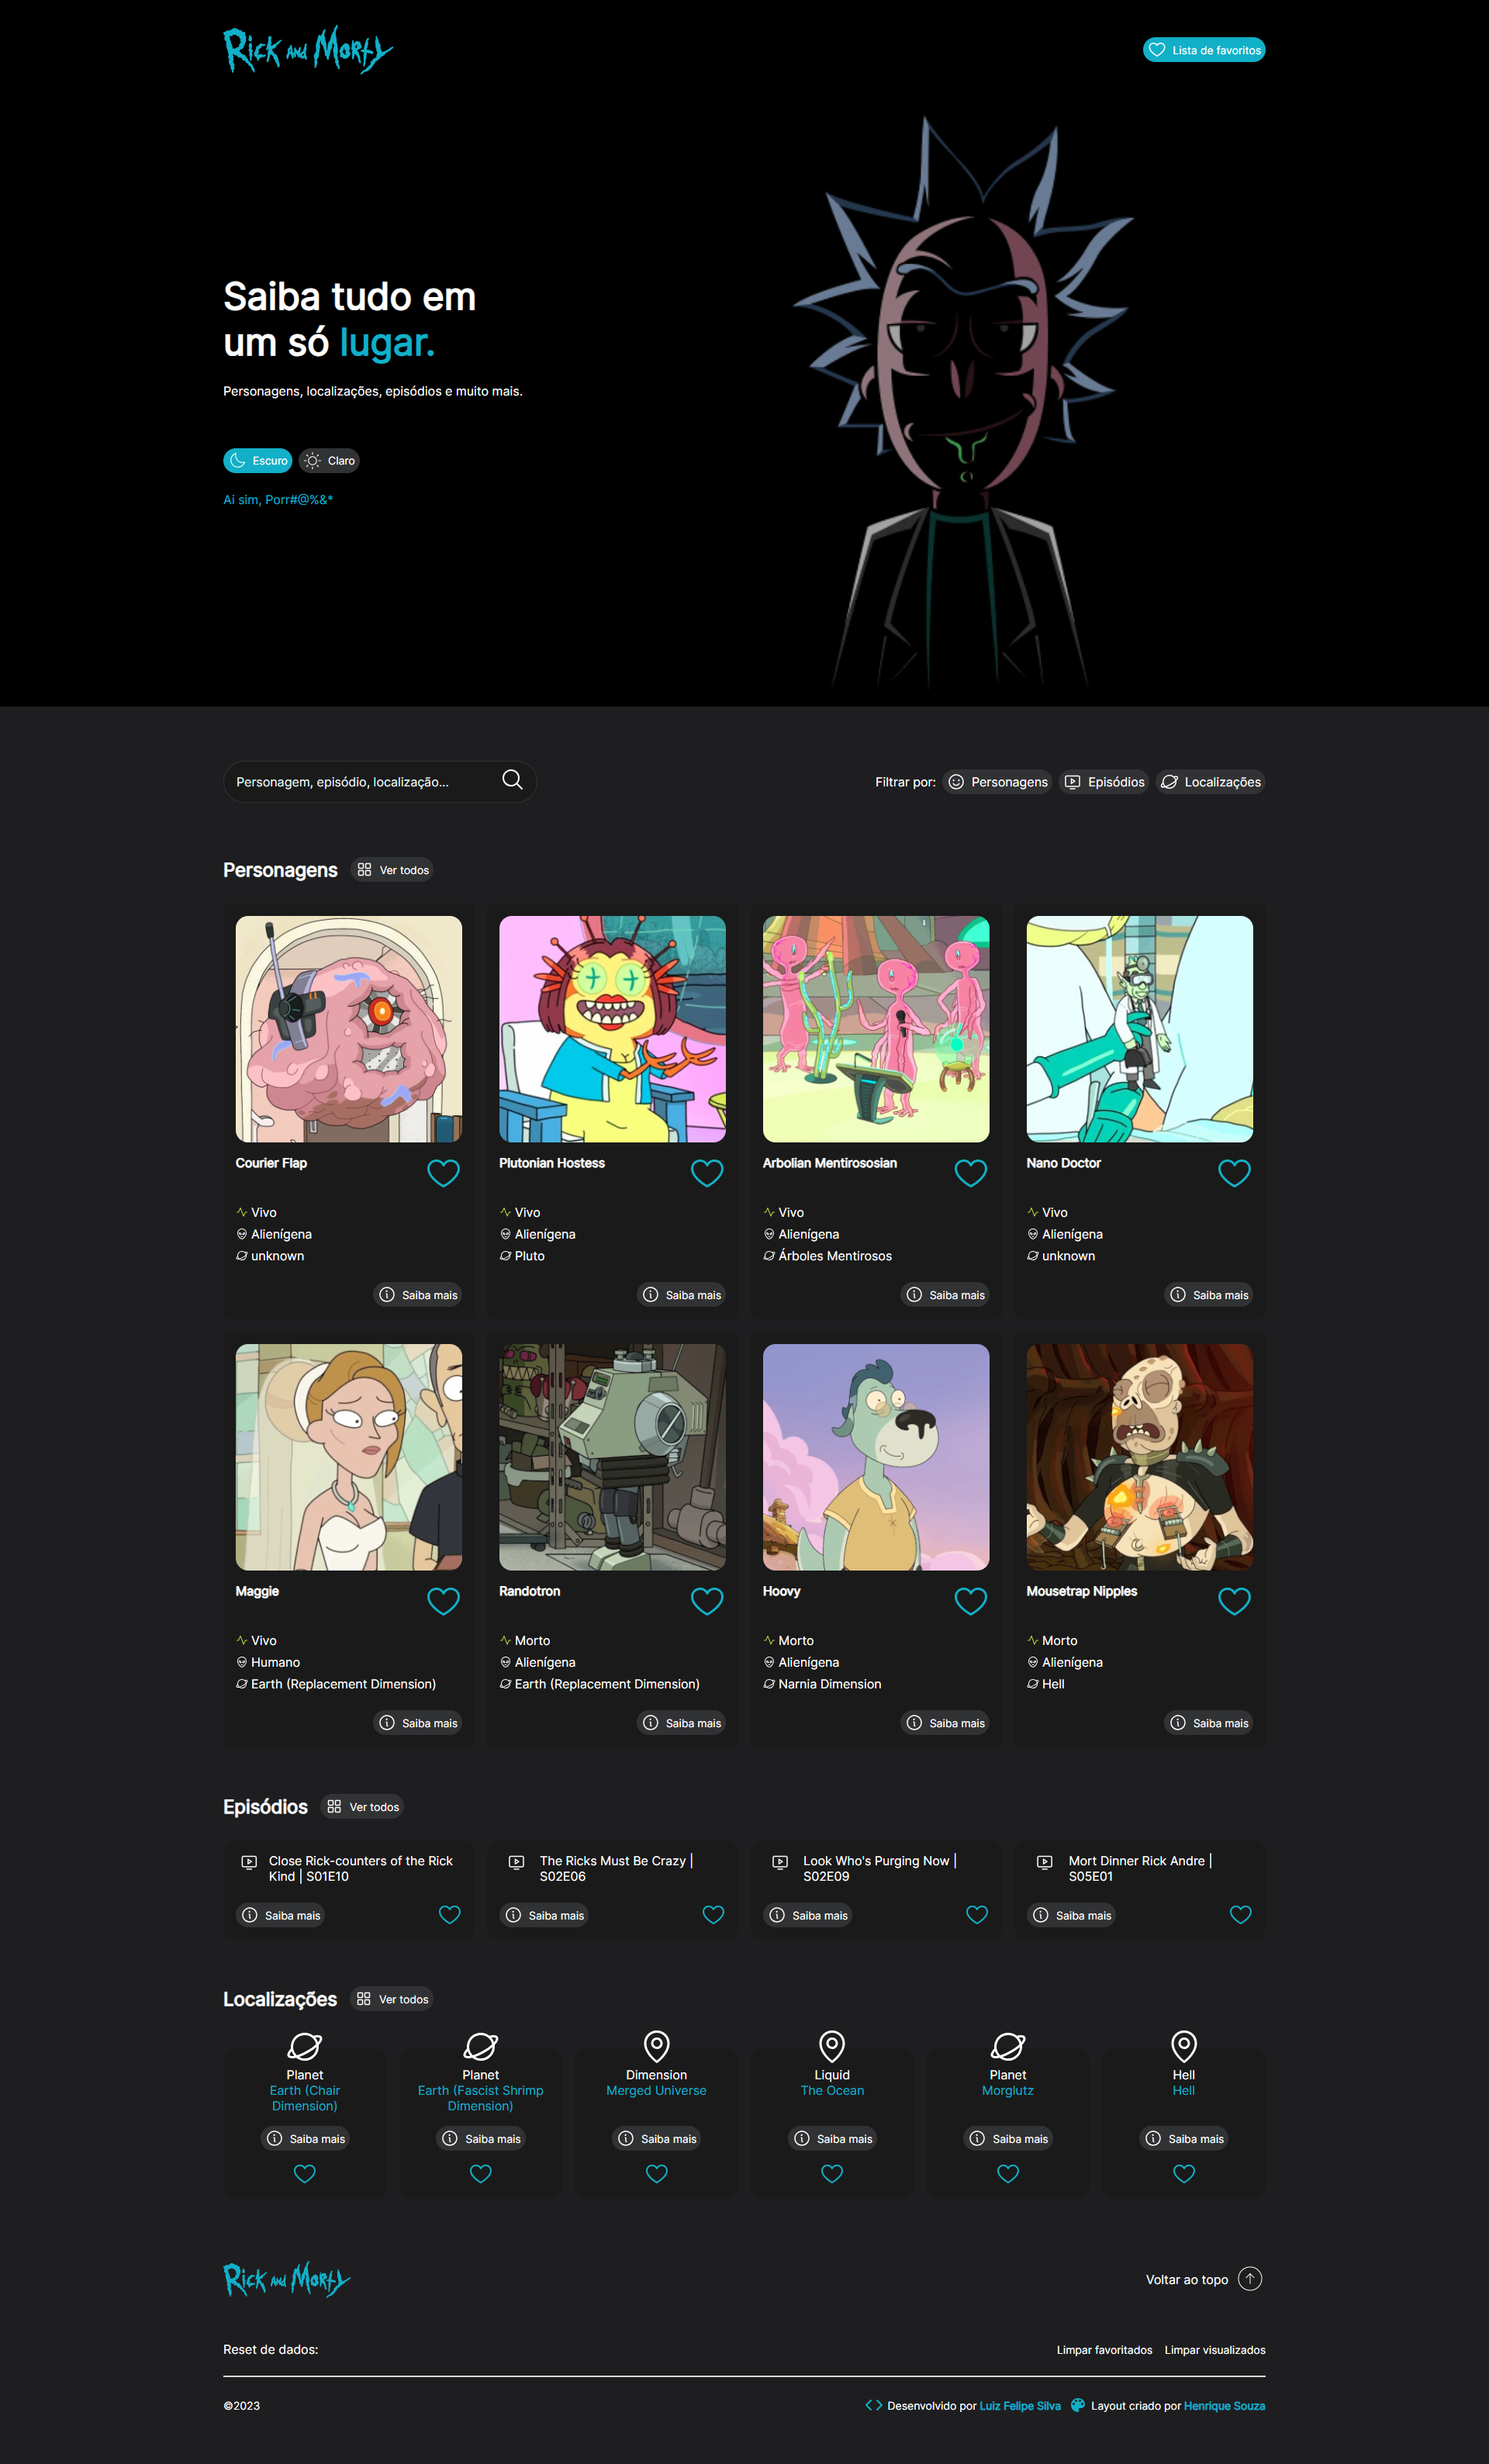 Rick and Morty
Lista de favoritos
Saiba tudo em
um só lugar.
Personagens, localizações, episódios e muito mais.
Escuro
Claro
Ai sim, Porr#@%&*
Personagem, episódio, localização...
Filtrar por:
Personagens
Episódios
Localizações
Personagens
Ver todos
Courier Flap
Vivo
Alienígena
unknown
Saiba mais
Plutonian Hostess
Vivo
Alienígena
Pluto
Saiba mais
Arbolian Mentirososian
Vivo
Alienígena
Árboles Mentirosos
Saiba mais
Nano Doctor
Vivo
Alienígena
unknown
Saiba mais
Maggie
Vivo
Humano
Earth (Replacement Dimension)
Saiba mais
Randotron
Morto
Alienígena
Earth (Replacement Dimension)
Saiba mais
Hoovy
Morto
Alienígena
Narnia Dimension
Saiba mais
Mousetrap Nipples
Morto
Alienígena
Hell
Saiba mais
Episódios
Ver todos
Close Rick-counters of the Rick
Kind | S01E10
Saiba mais
The Ricks Must Be Crazy |
S02E06
Saiba mais
Look Who's Purging Now |
S02E09
Saiba mais
Mort Dinner Rick Andre |
S05E01
Saiba mais
Localizações
Ver todos
Planet
Earth (Chair
Dimension)
Saiba mais
Planet
Earth (Fascist Shrimp
Dimension)
Saiba mais
Dimension
Merged Universe
Saiba mais
Liquid
The Ocean
Saiba mais
Planet
Morglutz
Saiba mais
Hell
Hell
Saiba mais
Rick and Morty
Voltar ao topo
Reset de dados:
Limpar favoritados
Limpar visualizados
©2023
Desenvolvido por Luiz Felipe Silva
Layout criado por Henrique Souza